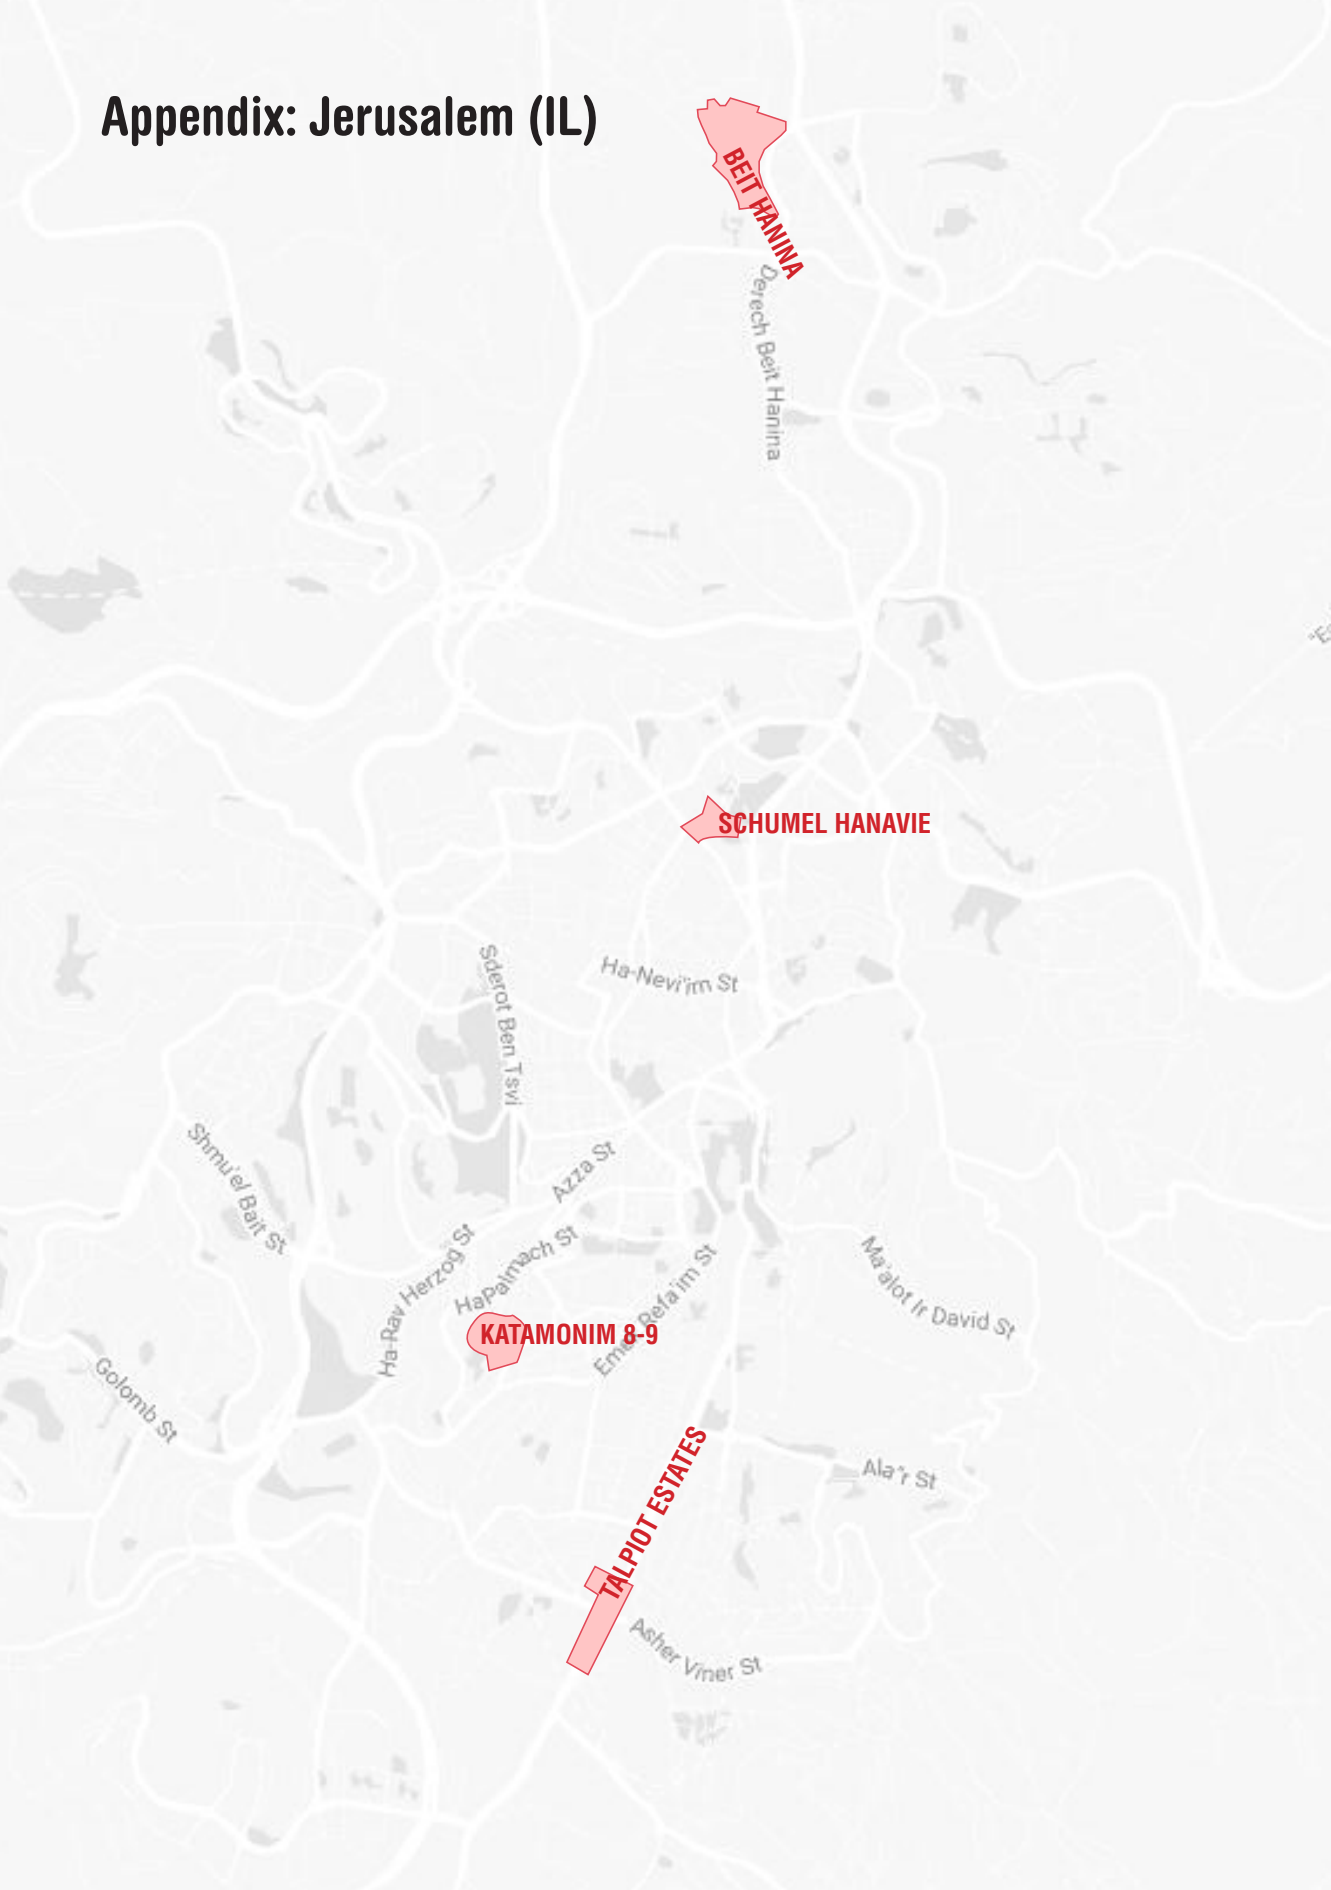 Appendix: Jerusalem (IL)
BEIT HANINA
Derech Beit Hanina
SCHUMEL HANAVIE
Sderot Ben Tsvi
Ha-Nevi'im St
Shmu'el Bait St
Azza St
Ha-Rav Herzog St
HaPalmach St
Emek Refa'im St
Ma'alot Ir David St
KATAMONIM 8-9
Golomb St
TALPIOT ESTATES
Ala'r St
Asher Viner St